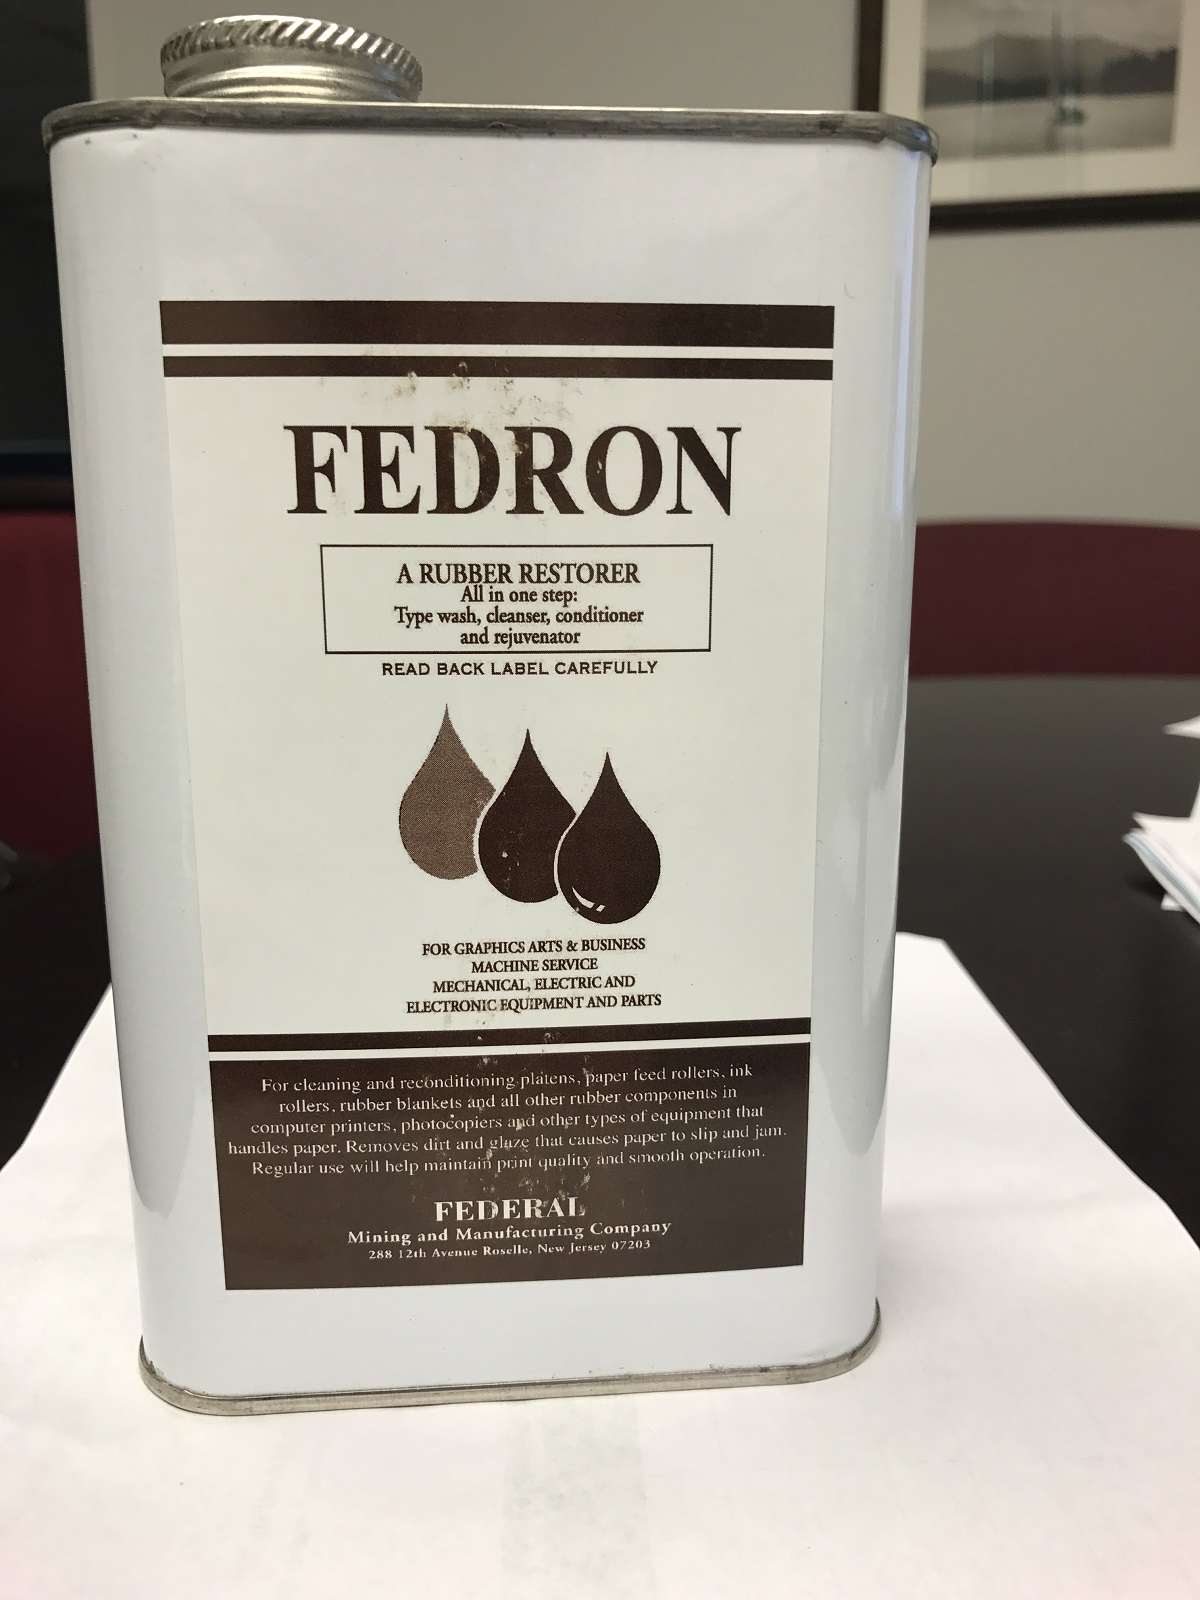 FEDRON
A RUBBER RESTORER
All in one step:
Type wash, cleanser, conditioner
and rejuvenator
READ BACK LABEL CAREFULLY
FOR GRAPHICS ARTS & BUSINESS
MACHINE SERVICE
MECHANICAL, ELECTRIC AND
ELECTRONIC EQUIPMENT AND PARTS
For cleaning and reconditioning platens, paper feed rollers, ink
rollers, rubber blankets and all other rubber components in
computer printers, photocopiers and other types of equipment that
handles paper. Removes dirt and glaze that causes paper to slip and jam.
Regular use will help maintain print quality and smooth operation.
FEDERAL
Mining and Manufacturing Company
288 12th Avenue Roselle, New Jersey 07203